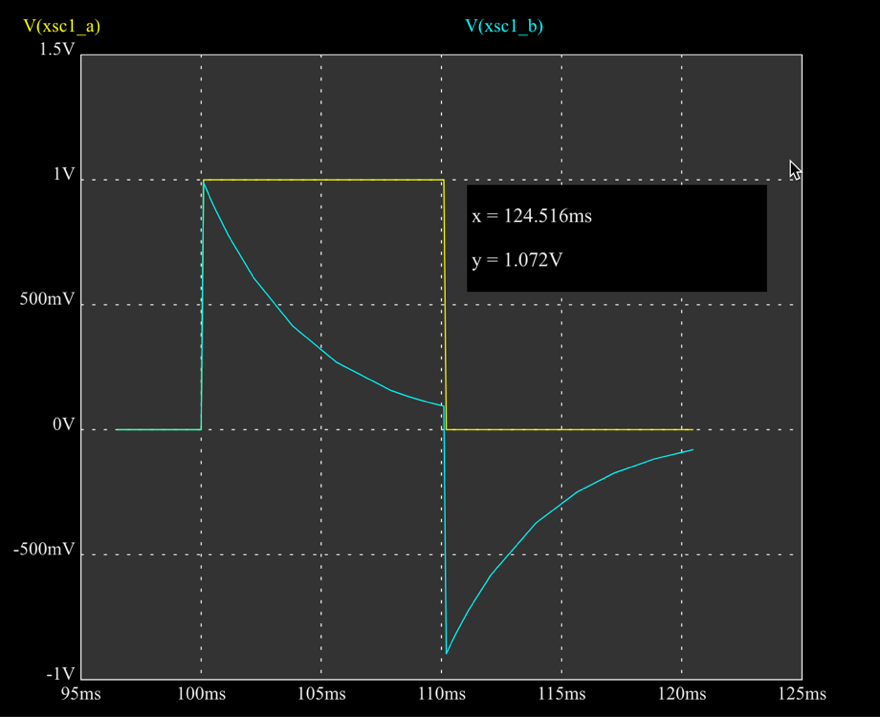 V(xsc1_a) V(xsc1_b)
1.5V
1V
x = 124.516ms
y = 1.072V
500mV
0V
-500mV
-1V
95ms 100ms 105ms 110ms 115ms 120ms 125ms